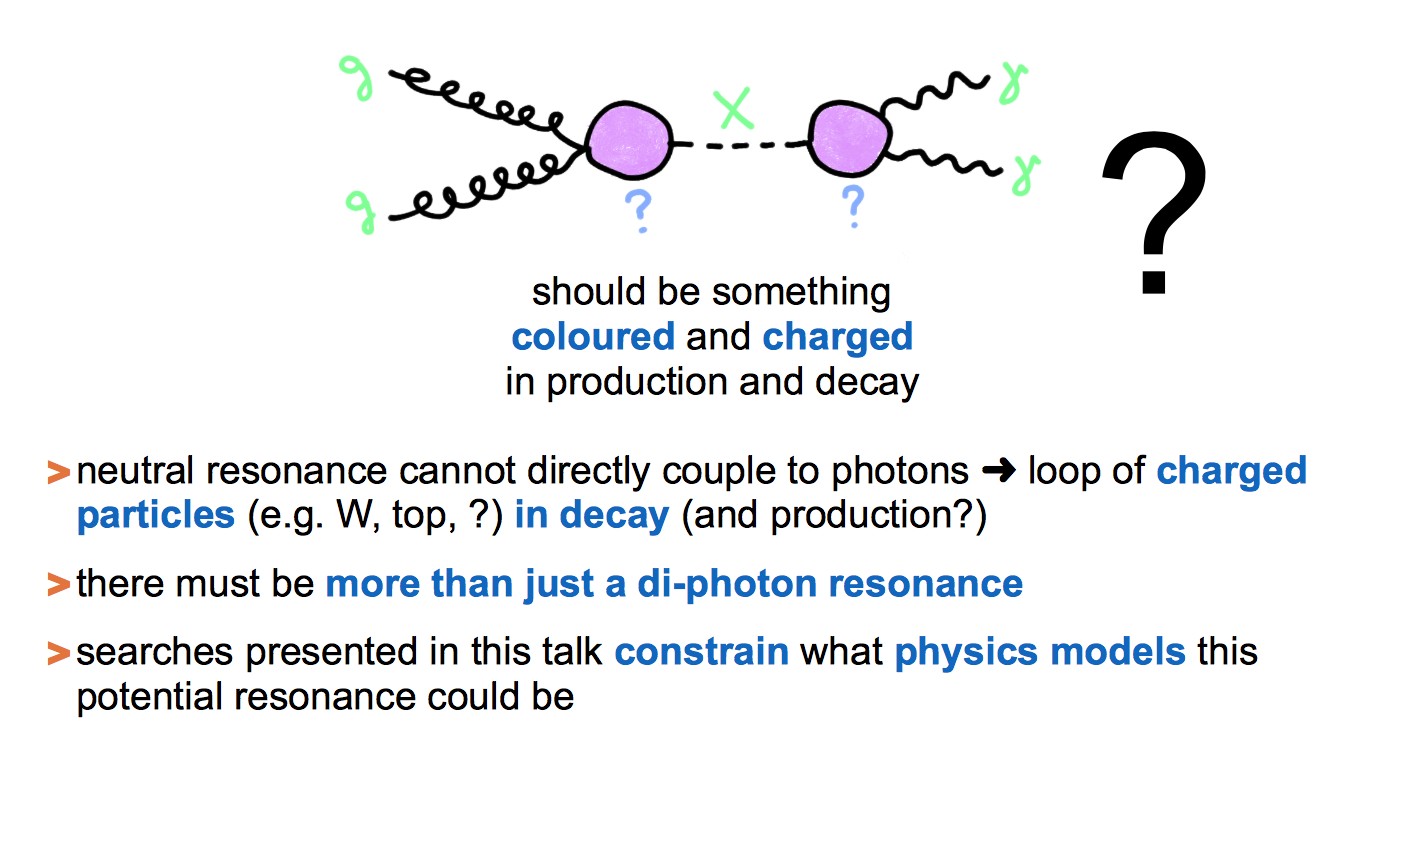 g
X
γ
g
γ
?
?
?
should be something
coloured and charged
in production and decay
> neutral resonance cannot directly couple to photons ➜ loop of charged
particles (e.g. W, top, ?) in decay (and production?)
> there must be more than just a di-photon resonance
> searches presented in this talk constrain what physics models this
potential resonance could be